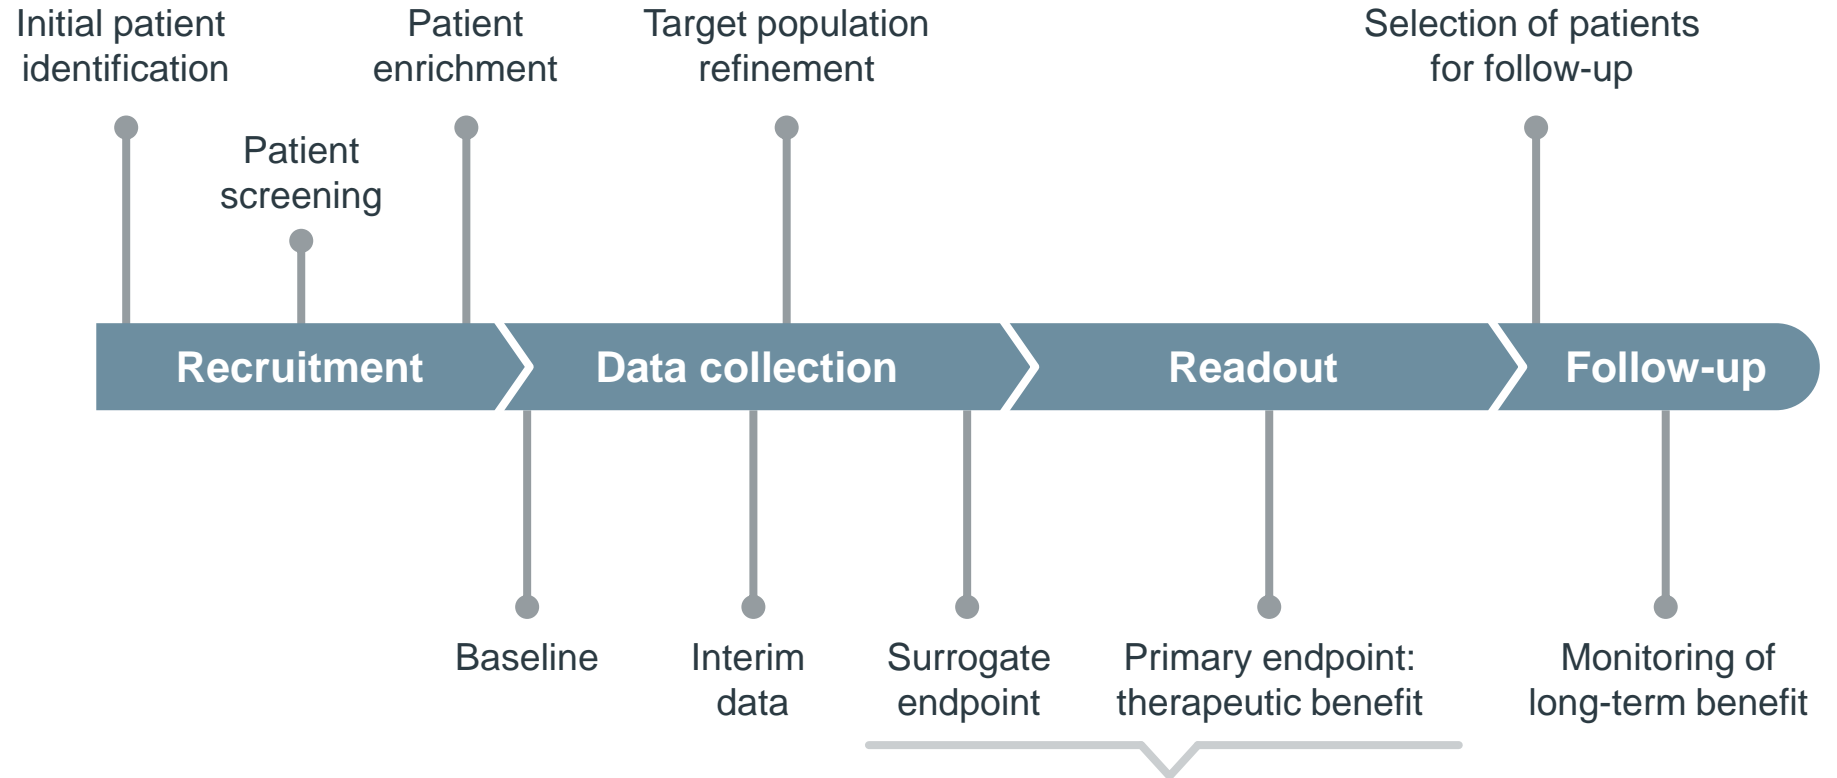 Initial patient
identification
Patient
enrichment
Target population
refinement
Selection of patients
for follow-up
Patient
screening
Recruitment
Data collection
Readout
Follow-up
Baseline
Interim
data
Surrogate
endpoint
Primary endpoint:
therapeutic benefit
Monitoring of
long-term benefit